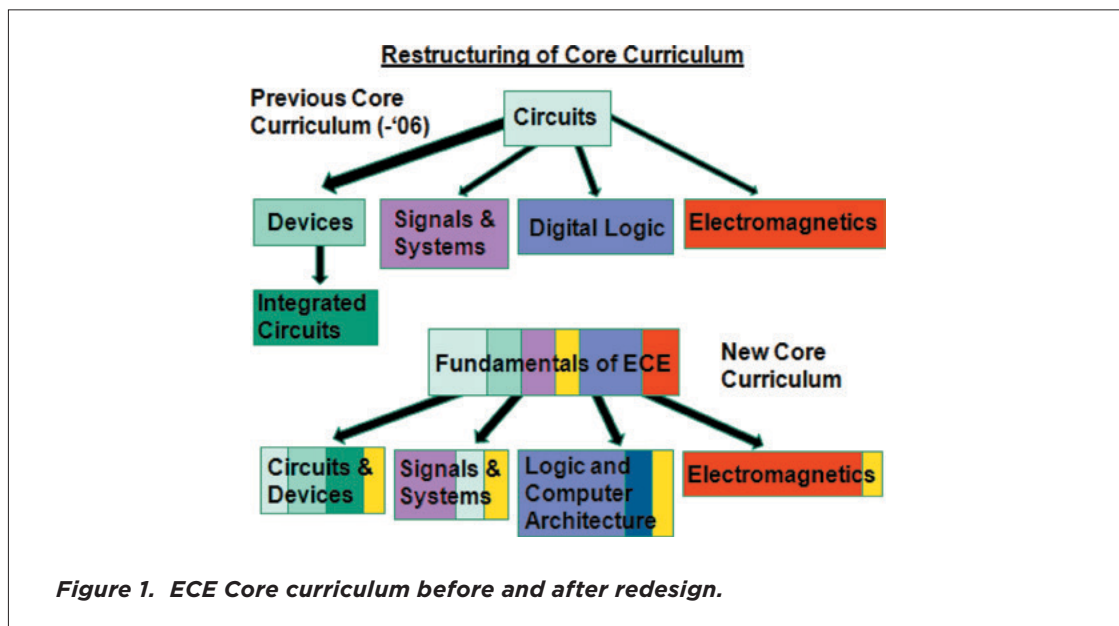 Restructuring of Core Curriculum
Previous Core
Curriculum (-‘06)
Circuits
Devices
Signals &
Systems
Digital Logic
Electromagnetics
Integrated
Circuits
Fundamentals of ECE
New Core
Curriculum
Circuits &
Devices
Signals &
Systems
Logic and
Computer
Architecture
Electromagnetics
Figure 1. ECE Core curriculum before and after redesign.